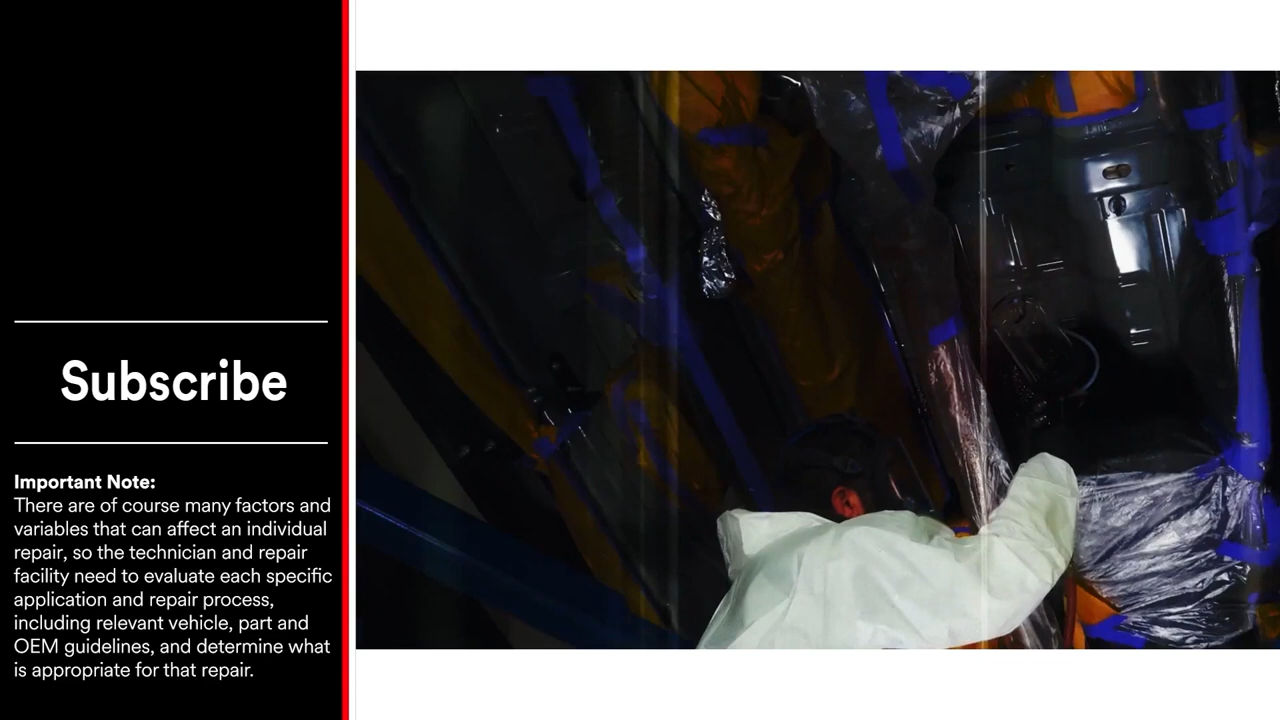 Subscribe
Important Note:
There are of course many factors and
variables that can affect an individual
repair, so the technician and repair
facility need to evaluate each specific
application and repair process,
including relevant vehicle, part and
OEM guidelines, and determine what
is appropriate for that repair.